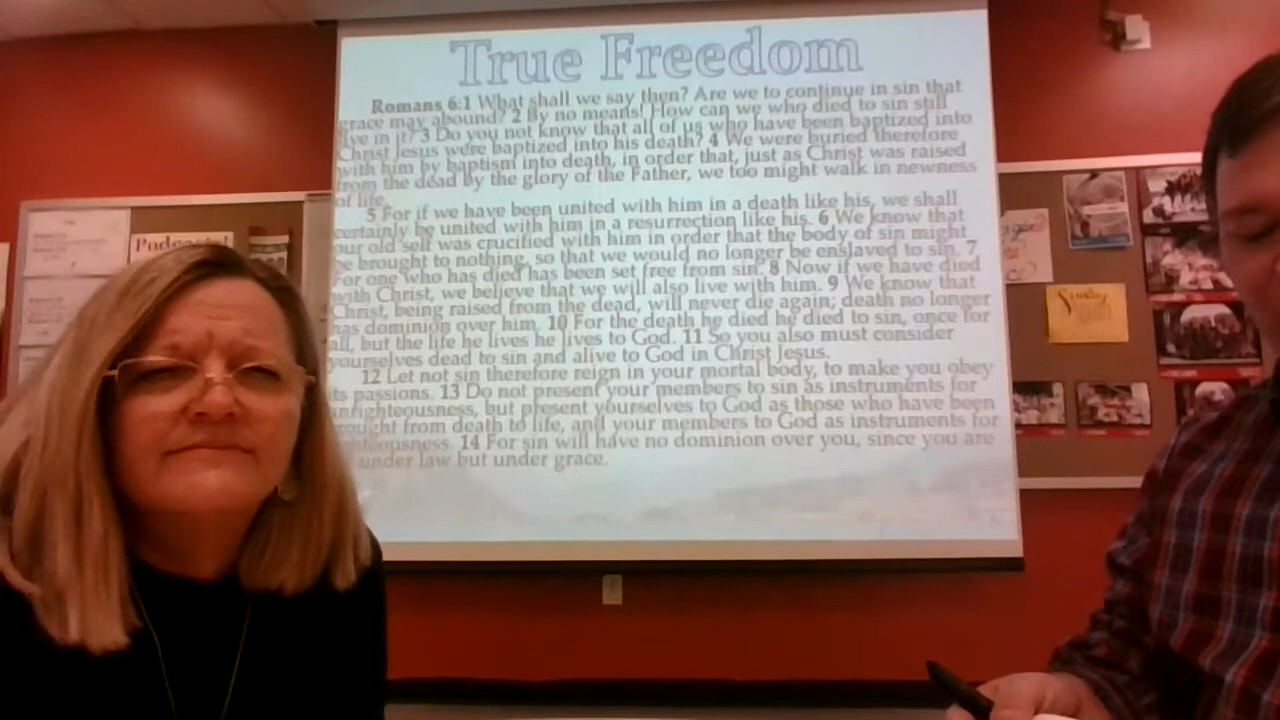 True Freedom
Romans 6:1 What shall we say then? Are we to continue in sin that
grace may abound? 2 By no means! How can we who died to sin still
live in it? 3 Do you not know that all of us who have been baptized into
Christ Jesus were baptized into his death? 4 We were buried therefore
with him by baptism into death, in order that, just as Christ was raised
from the dead by the glory of the Father, we too might walk in newness
of life.
5 For if we have been united with him in a death like his, we shall
certainly be united with him in a resurrection like his. 6 We know that
our old self was crucified with him in order that the body of sin might
be brought to nothing, so that we would no longer be enslaved to sin. 7
For one who has died has been set free from sin. 8 Now if we have died
with Christ, we believe that we will also live with him. 9 We know that
Christ, being raised from the dead, will never die again; death no longer
has dominion over him. 10 For the death he died he died to sin, once for
all, but the life he lives he lives to God. 11 So you also must consider
yourselves dead to sin and alive to God in Christ Jesus.
12 Let not sin therefore reign in your mortal body, to make you obey
its passions. 13 Do not present your members to sin as instruments for
unrighteousness, but present yourselves to God as those who have been
brought from death to life, and your members to God as instruments for
righteousness. 14 For sin will have no dominion over you, since you are
under law but under grace.
Podcasts!
Sunday